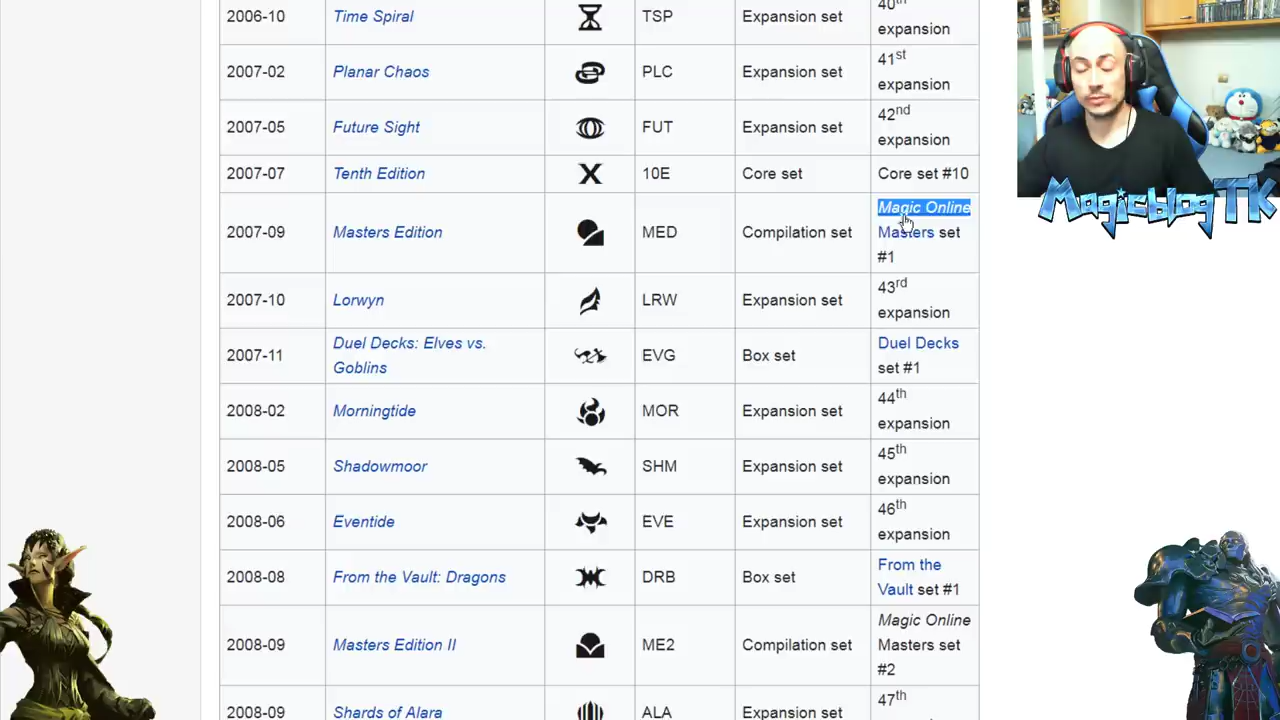 2006-10 Time Spiral TSP Expansion set 40th
expansion
2007-02 Planar Chaos PLC Expansion set 41st
expansion
2007-05 Future Sight FUT Expansion set 42nd
expansion
2007-07 Tenth Edition 10E Core set Core set #10
Magic Online
2007-09 Masters Edition MED Compilation set Masters set
#1
2007-10 Lorwyn LRW Expansion set 43rd
expansion
2007-11 Duel Decks: Elves vs.
Goblins EVG Box set Duel Decks
set #1
2008-02 Morningtide MOR Expansion set 44th
expansion
2008-05 Shadowmoor SHM Expansion set 45th
expansion
2008-06 Eventide EVE Expansion set 46th
expansion
2008-08 From the Vault: Dragons DRB Box set From the
Vault set #1
Magic Online
2008-09 Masters Edition II ME2 Compilation set Masters set
#2
2008-09 Shards of Alara ALA Expansion set 47th
MagicblogTK